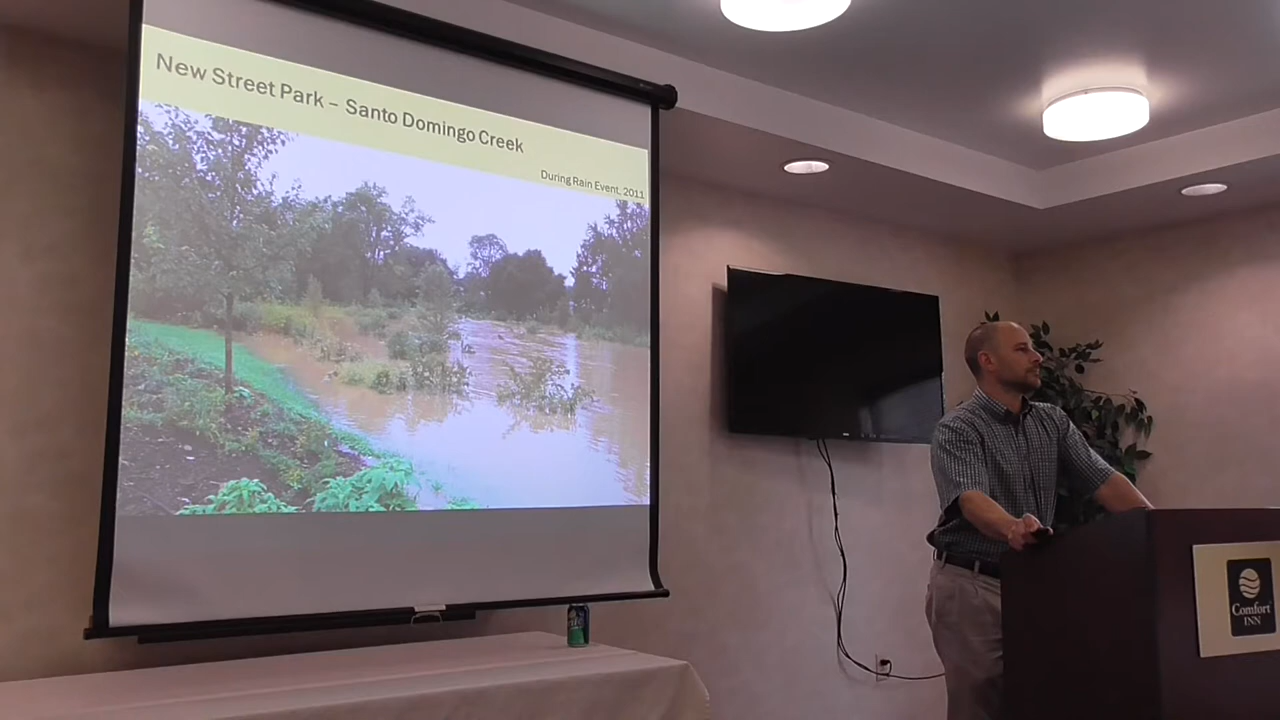 New Street Park – Santo Domingo Creek
During Rain Event, 2011
Comfort
INN